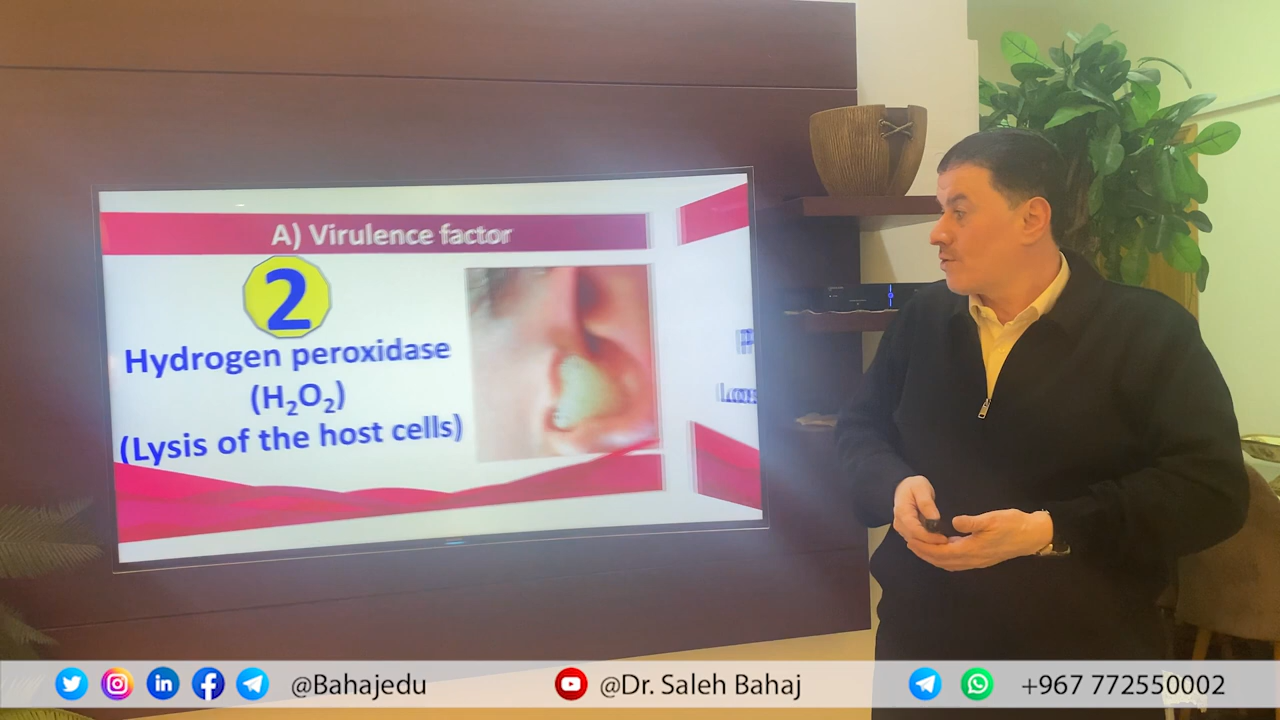 A) Virulence factor
2
Hydrogen peroxidase
(H₂O₂)
(Lysis of the host cells)
@Bahajedu
@Dr. Saleh Bahaj
+967 772550002